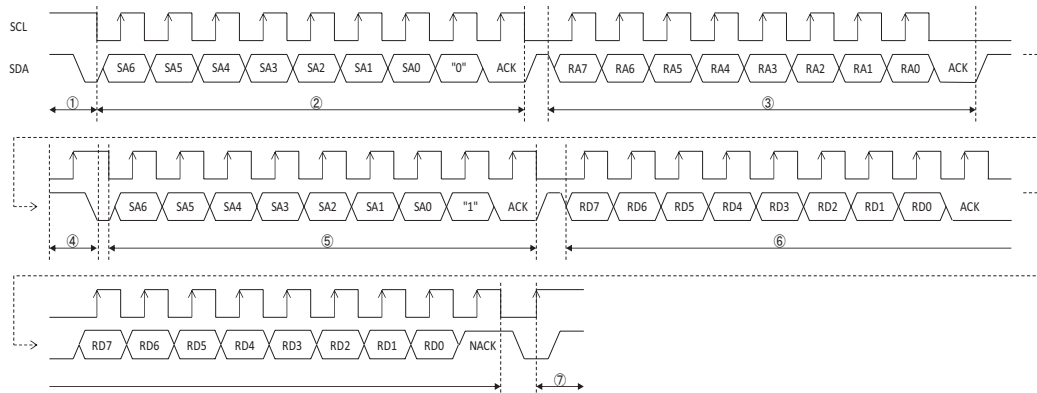 SCL
SDA SA6 SA5 SA4 SA3 SA2 SA1 SA0 "0" ACK RA7 RA6 RA5 RA4 RA3 RA2 RA1 RA0 ACK
① ② ③
SA6 SA5 SA4 SA3 SA2 SA1 SA0 "1" ACK RD7 RD6 RD5 RD4 RD3 RD2 RD1 RD0 ACK
④ ⑤ ⑥
RD7 RD6 RD5 RD4 RD3 RD2 RD1 RD0 NACK
⑦